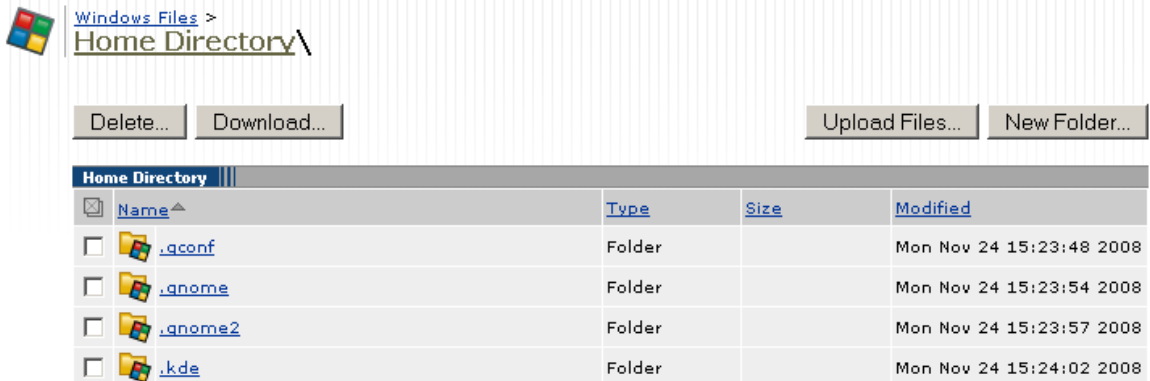 Windows Files >
Home Directory\
Delete... Download... Upload Files... New Folder...
Home Directory
Name Type Size Modified
.gconf Folder Mon Nov 24 15:23:48 2008
.gnome Folder Mon Nov 24 15:23:54 2008
.gnome2 Folder Mon Nov 24 15:23:57 2008
.kde Folder Mon Nov 24 15:24:02 2008